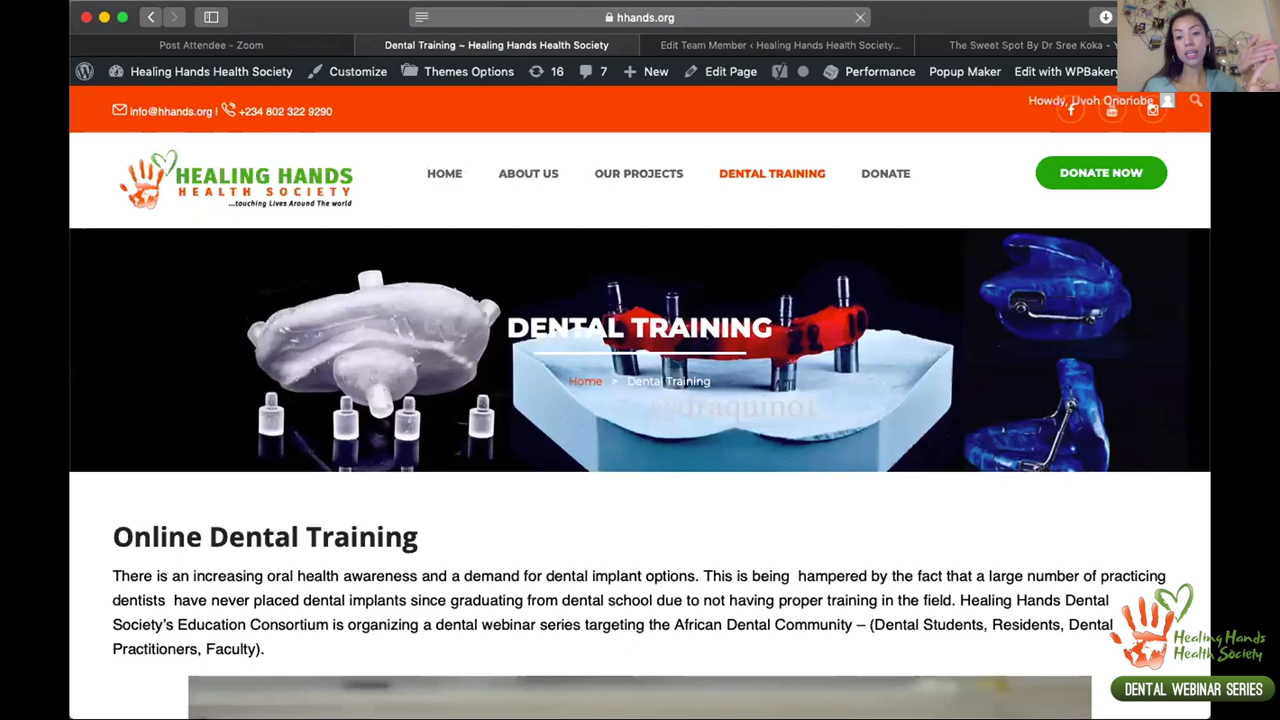 hhands.org
Post Attendee - Zoom
Dental Training ~ Healing Hands Health Society
Edit Team Member ‹ Healing Hands Health Society...
The Sweet Spot By Dr Sree Koka - Y
Healing Hands Health Society
Customize
Themes Options
16
7
New
Edit Page
Performance
Popup Maker
Edit with WPBakery
info@hhands.org I +234 802 322 9290
Howdy, Uvoh Onoriobe
HEALING HANDS
HEALTH SOCIETY
...touching Lives Around The world
HOME
ABOUT US
OUR PROJECTS
DENTAL TRAINING
DONATE
DONATE NOW
DENTAL TRAINING
Home > Dental Training
@draquinot
Online Dental Training
There is an increasing oral health awareness and a demand for dental implant options. This is being hampered by the fact that a large number of practicing
dentists have never placed dental implants since graduating from dental school due to not having proper training in the field. Healing Hands Dental
Society's Education Consortium is organizing a dental webinar series targeting the African Dental Community – (Dental Students, Residents, Dental
Practitioners, Faculty).
Healing Hands
Health Society
DENTAL WEBINAR SERIES